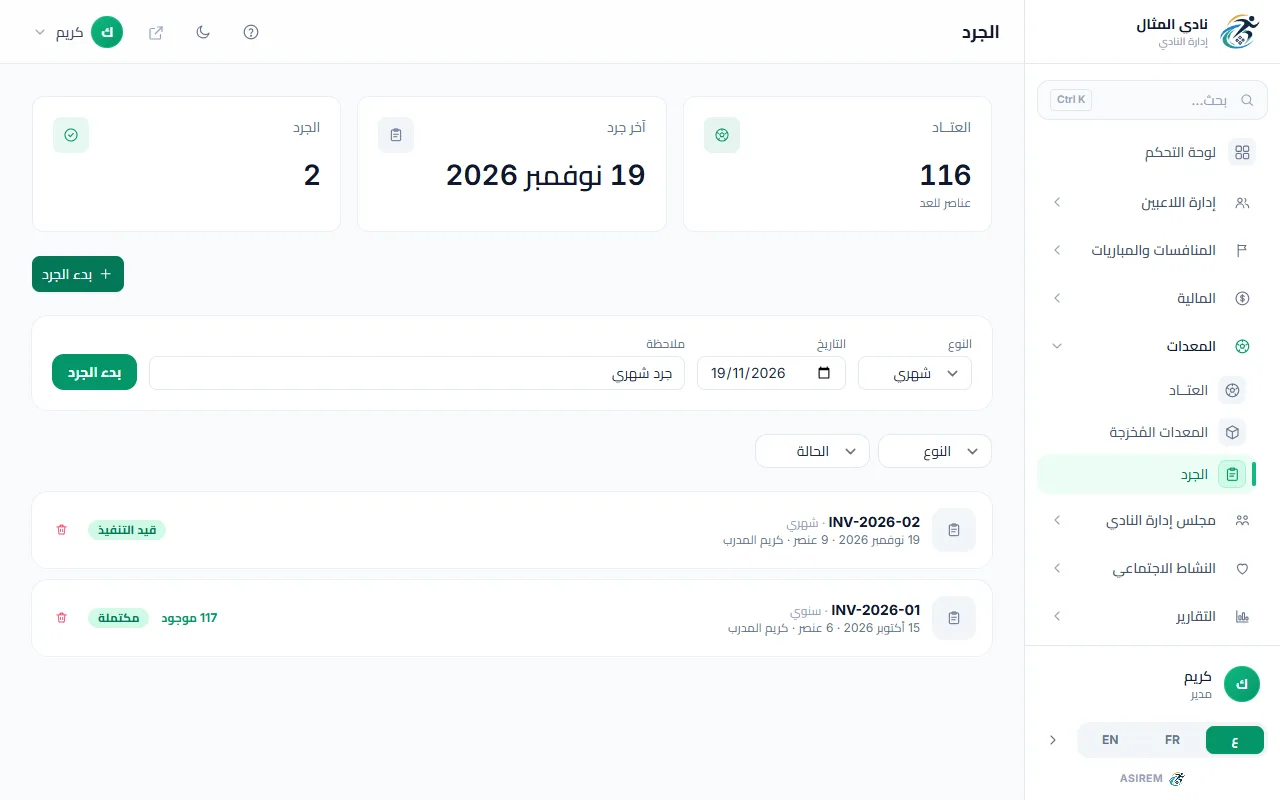 نادي المثال
إدارة النادي
بحث...
Ctrl K
لوحة التحكم
إدارة اللاعبين
المنافسات والمباريات
المالية
المعدات
العتــاد
المعدات المُخرَجة
الجرد
مجلس إدارة النادي
النشاط الاجتماعي
التقارير
ك
كريم
مدير
ع
FR
EN
ASIREM
الجرد
ك
كريم
العتــاد
116
عناصر للعد
آخر جرد
19 نوفمبر 2026
الجرد
2
بدء الجرد
النوع
شهري
التاريخ
19/11/2026
ملاحظة
جرد شهري
بدء الجرد
النوع
الحالة
INV-2026-02 · شهري
19 نوفمبر 2026 · 9 عنصر · كريم المدرب
قيد التنفيذ
INV-2026-01 · سنوي
15 أكتوبر 2026 · 6 عنصر · كريم المدرب
117 موجود
مكتملة